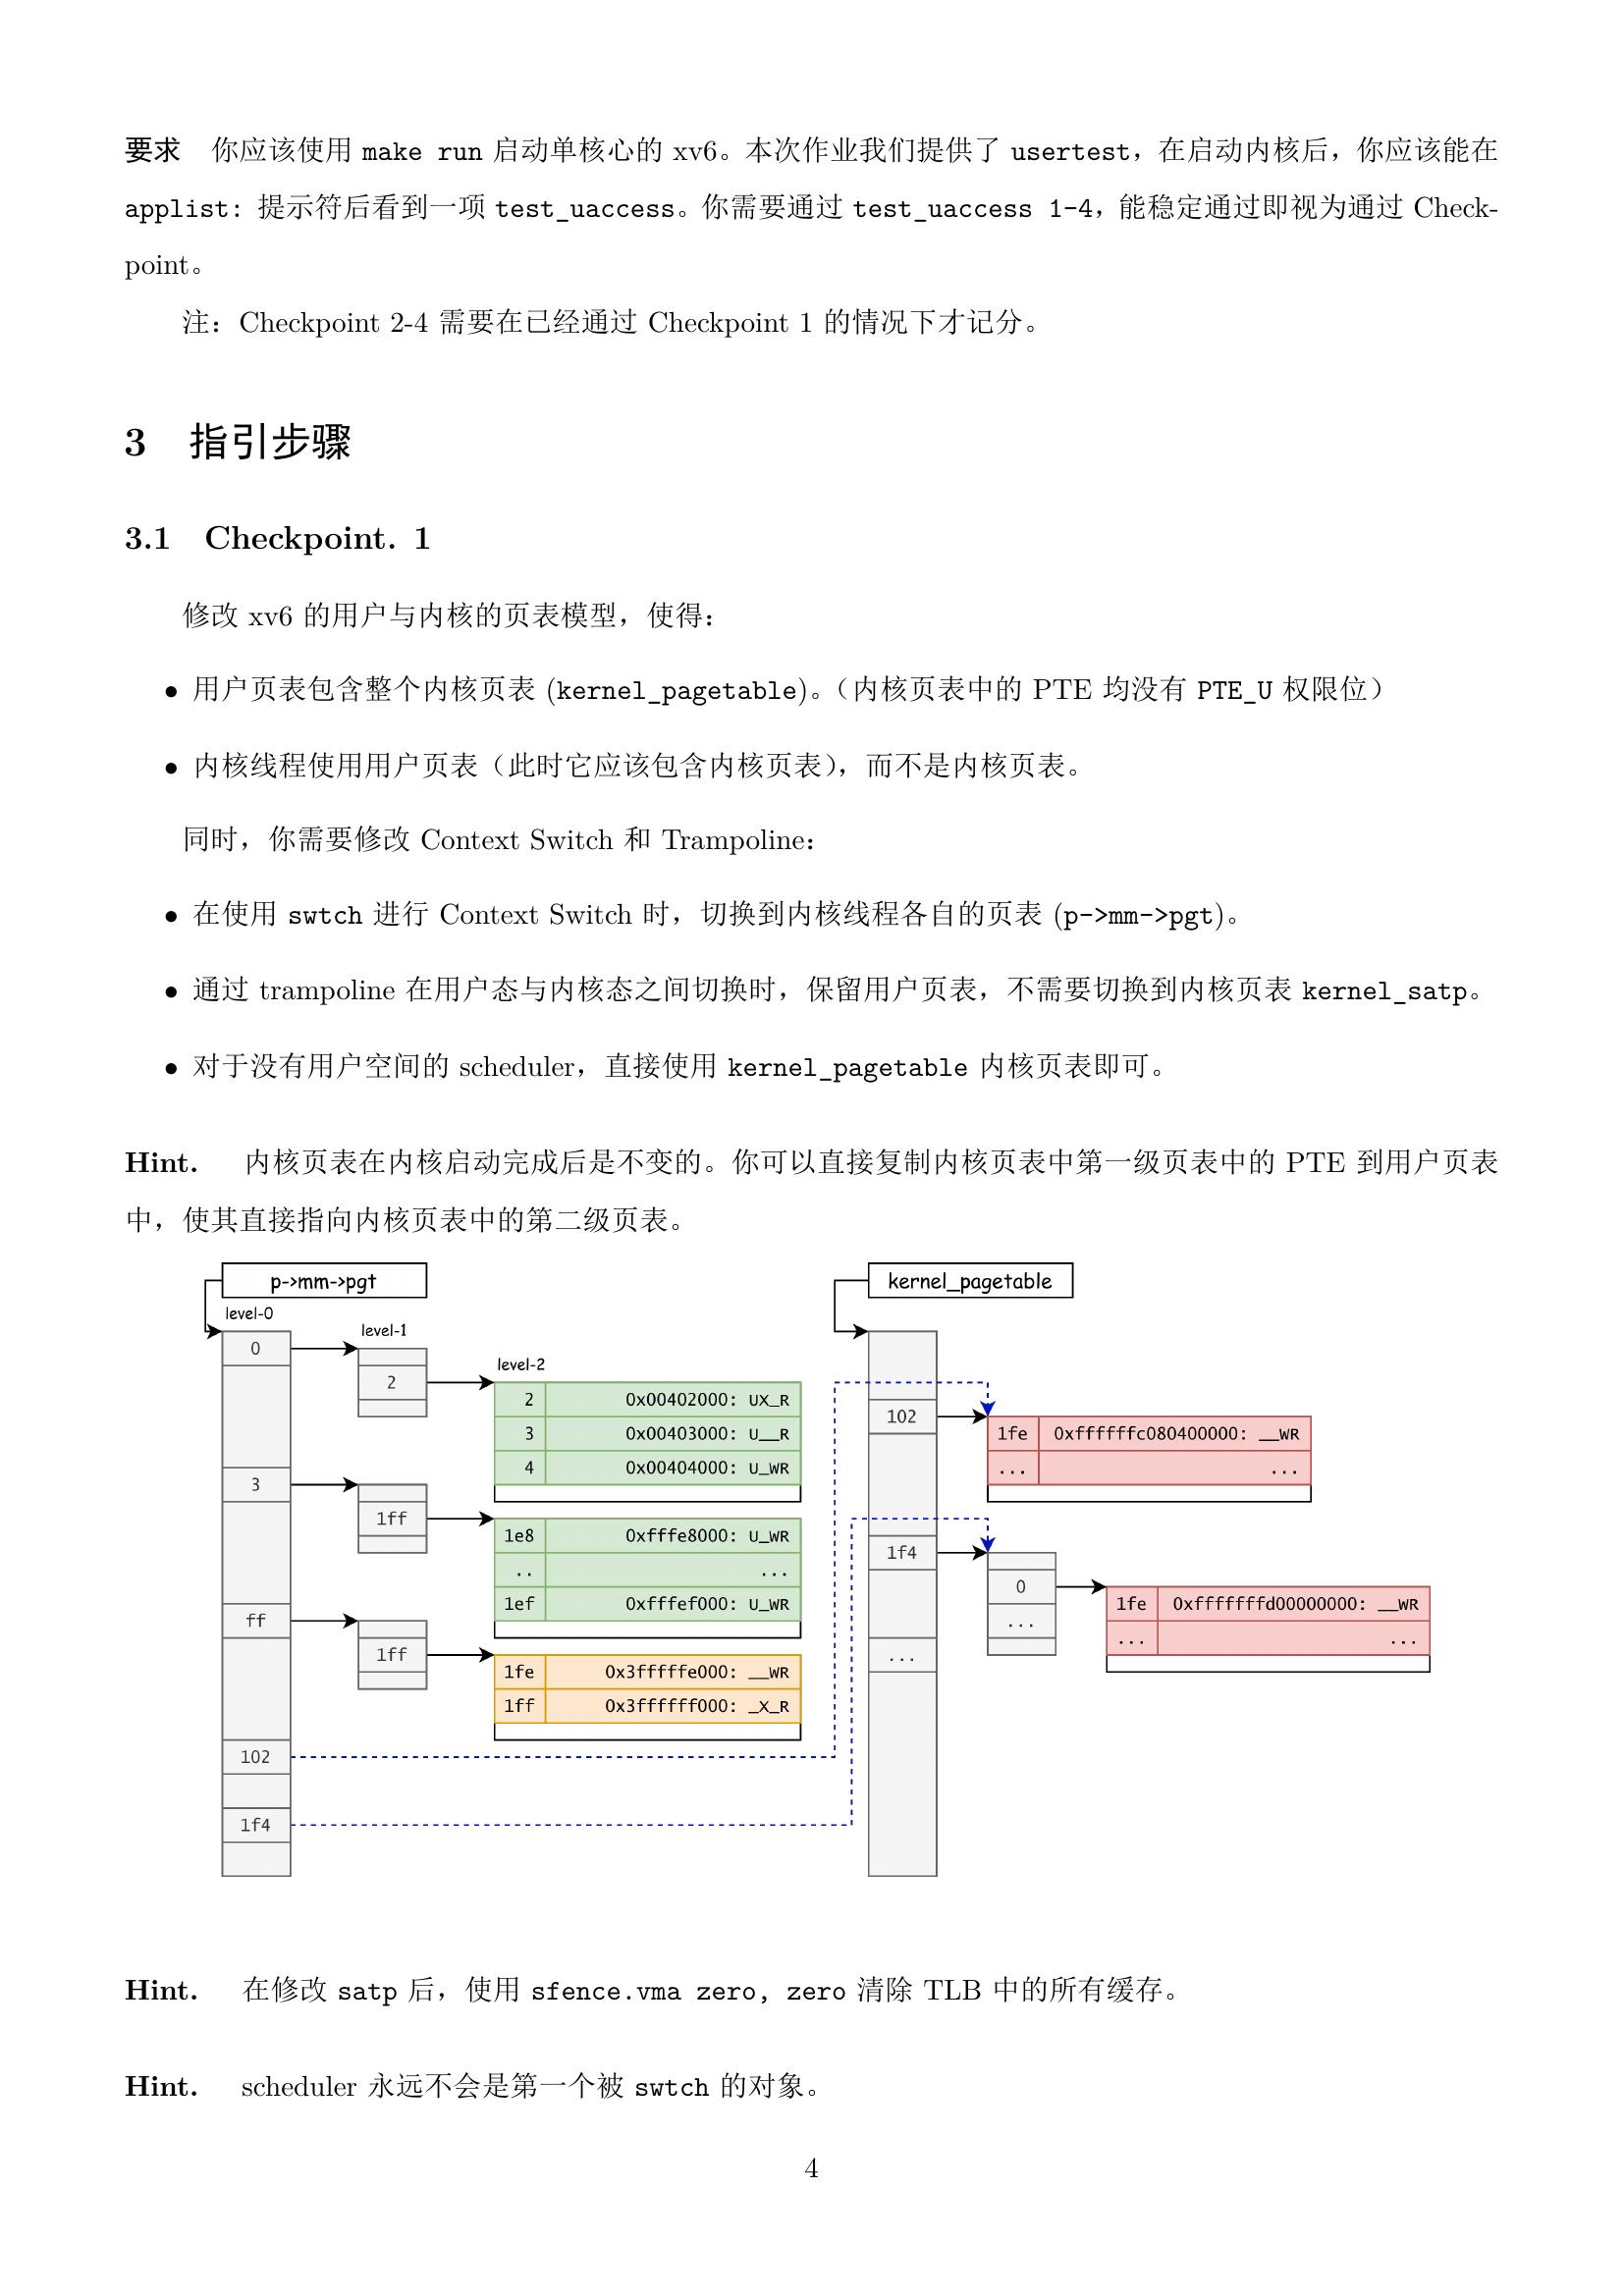 要求 你应该使用 make run 启动单核心的 xv6。本次作业我们提供了 usertest，在启动内核后，你应该能在
applist: 提示符后看到一项 test_uaccess。你需要通过 test_uaccess 1-4，能稳定通过即视为通过 Check-
point。
注：Checkpoint 2-4 需要在已经通过 Checkpoint 1 的情况下才记分。
3 指引步骤
3.1 Checkpoint. 1
修改 xv6 的用户与内核的页表模型，使得：
• 用户页表包含整个内核页表 (kernel_pagetable)。（内核页表中的 PTE 均没有 PTE_U 权限位）
• 内核线程使用用户页表（此时它应该包含内核页表），而不是内核页表。
同时，你需要修改 Context Switch 和 Trampoline：
• 在使用 swtch 进行 Context Switch 时，切换到内核线程各自的页表 (p->mm->pgt)。
• 通过 trampoline 在用户态与内核态之间切换时，保留用户页表，不需要切换到内核页表 kernel_satp。
• 对于没有用户空间的 scheduler，直接使用 kernel_pagetable 内核页表即可。
Hint. 内核页表在内核启动完成后是不变的。你可以直接复制内核页表中第一级页表中的 PTE 到用户页表
中，使其直接指向内核页表中的第二级页表。
p->mm->pgt
level-0
0
3
ff
102
1f4
level-1
2
1ff
1ff
level-2
2 0x00402000: UX_R
3 0x00403000: U__R
4 0x00404000: U_WR
1e8 0xfffe8000: U_WR
.. ...
1ef 0xfffef000: U_WR
1fe 0x3fffffe000: __WR
1ff 0x3ffffff000: _X_R
kernel_pagetable
102
1f4
...
1fe 0xffffffc080400000: __WR
... ...
0
...
1fe 0xfffffffd00000000: __WR
... ...
Hint. 在修改 satp 后，使用 sfence.vma zero, zero 清除 TLB 中的所有缓存。
Hint. scheduler 永远不会是第一个被 swtch 的对象。
4